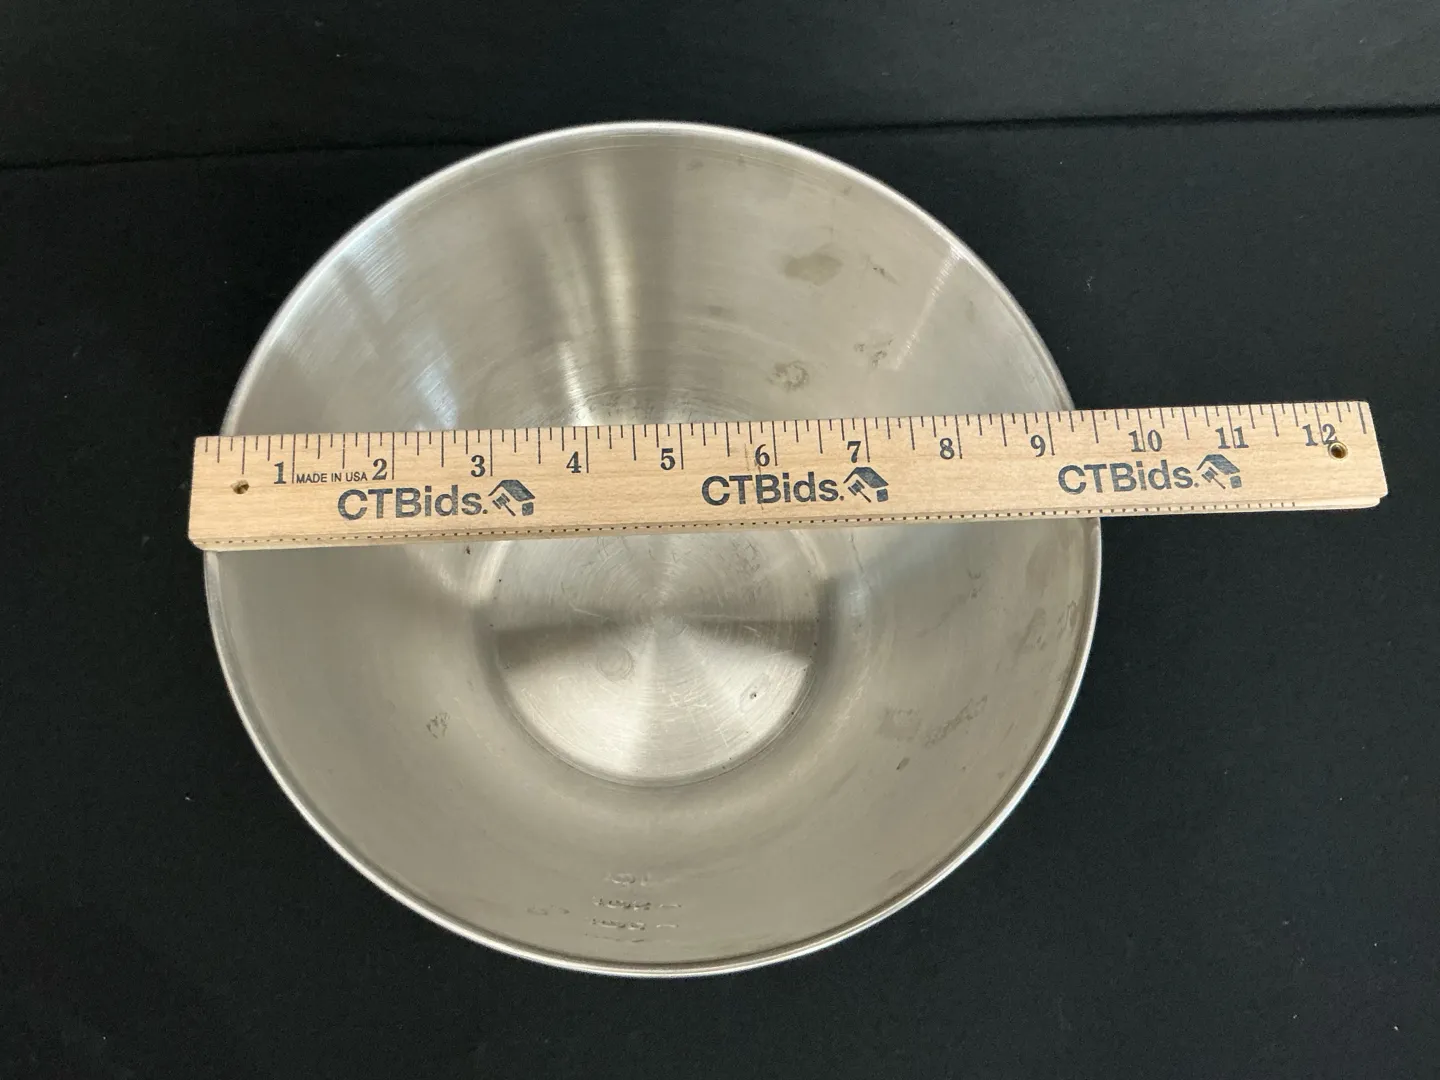 1 2 3 4 5 6 7 8 9 10 11 12
MADE IN USA
CTBids. CTBids. CTBids.